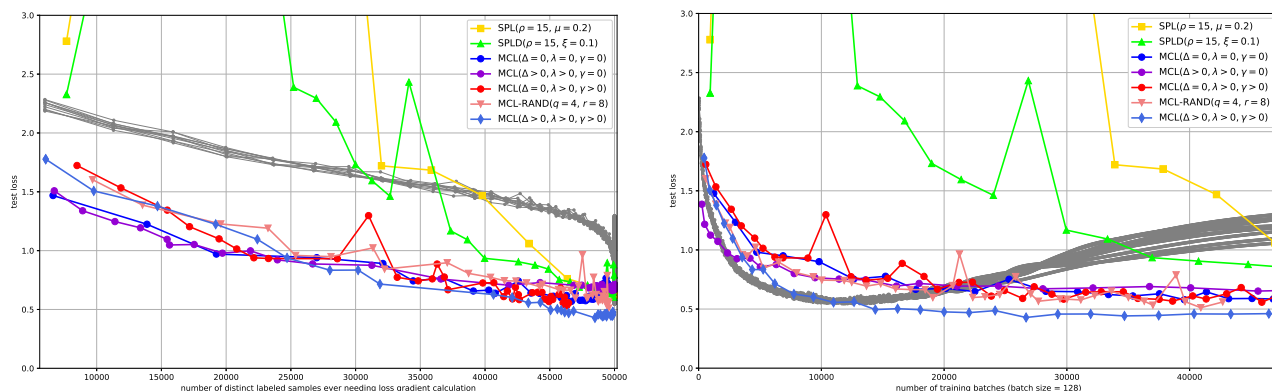 3.0
2.5
2.0
1.5
1.0
0.5
0.0
test loss
10000 15000 20000 25000 30000 35000 40000 45000 50000
number of distinct labeled samples ever needing loss gradient calculation
SPL(ρ = 15, μ = 0.2)
SPLD(ρ = 15, ξ = 0.1)
MCL(Δ = 0, λ = 0, γ = 0)
MCL(Δ > 0, λ > 0, γ = 0)
MCL(Δ = 0, λ > 0, γ > 0)
MCL-RAND(q = 4, r = 8)
MCL(Δ > 0, λ > 0, γ > 0)
3.0
2.5
2.0
1.5
1.0
0.5
0.0
test loss
0 10000 20000 30000 40000
number of training batches (batch size = 128)
SPL(ρ = 15, μ = 0.2)
SPLD(ρ = 15, ξ = 0.1)
MCL(Δ = 0, λ = 0, γ = 0)
MCL(Δ > 0, λ > 0, γ = 0)
MCL(Δ = 0, λ > 0, γ > 0)
MCL-RAND(q = 4, r = 8)
MCL(Δ > 0, λ > 0, γ > 0)